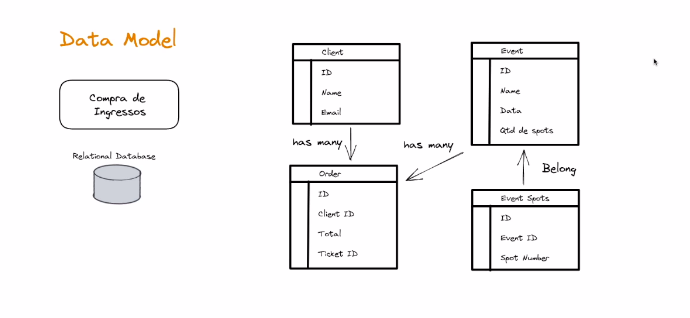 Data Model
Compra de
Ingressos
Relational Database
Client
ID
Name
Email
has many
Order
ID
Client ID
Total
Ticket ID
has many
Event
ID
Name
Data
Qtd de spots
Belong
Event Spots
ID
Event ID
Spot Number